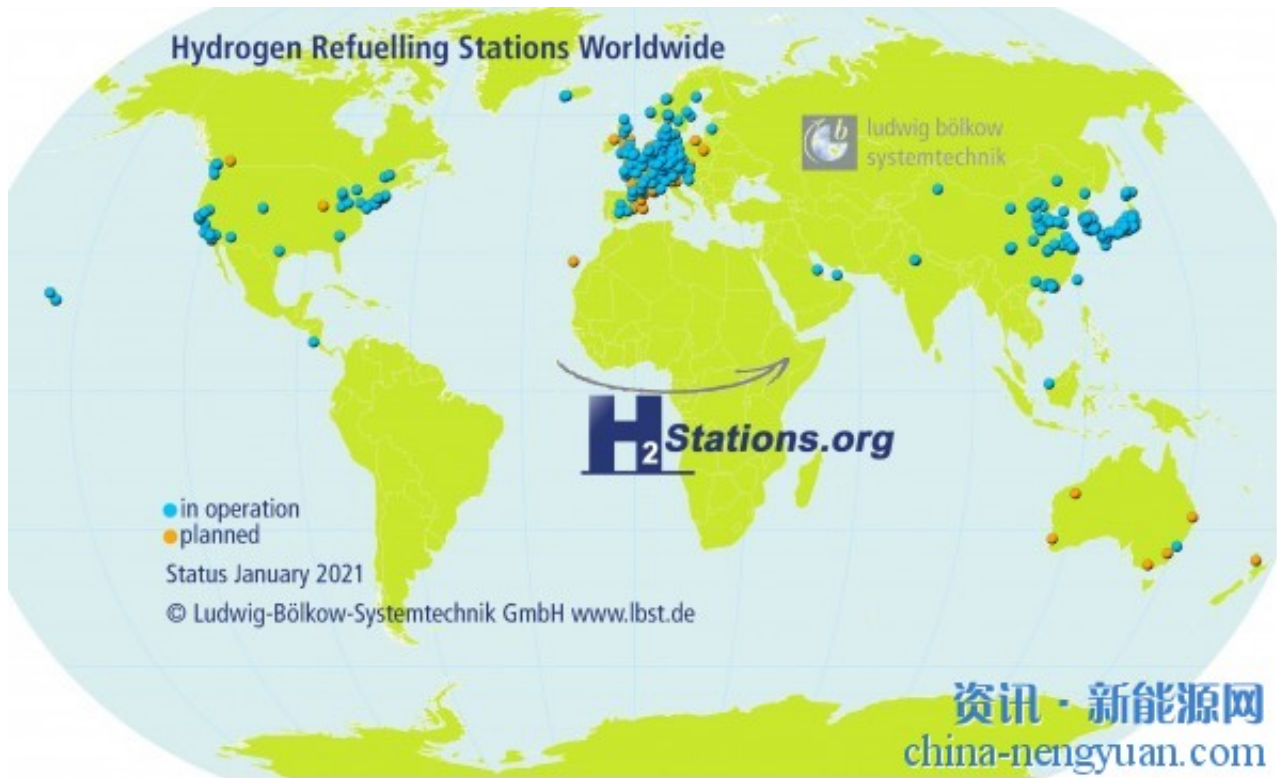 Hydrogen Refuelling Stations Worldwide
ludwig bölkow
systemtechnik
H2Stations.org
in operation
planned
Status January 2021
© Ludwig-Bölkow-Systemtechnik GmbH www.lbst.de
资讯·新能源网
china-nengyuan.com